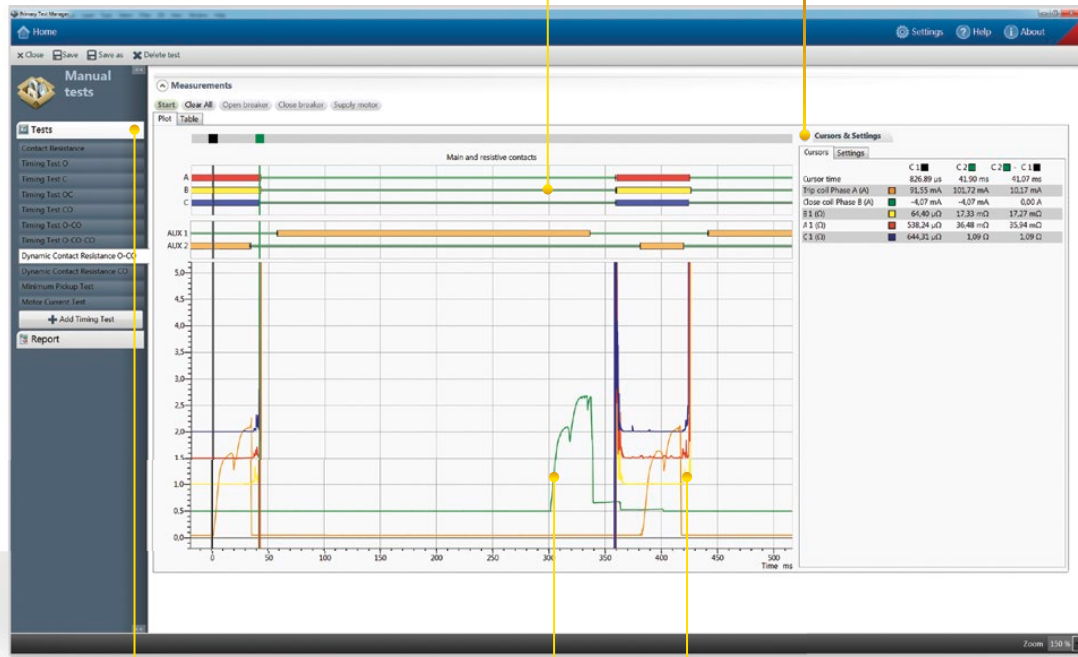 Primary Test Manager
Home
Settings
Help
About
Close
Save
Save as
Delete test
Manual tests
Measurements
Start
Clear All
Open breaker
Close breaker
Supply motor
Plot
Table
Tests
Contact Resistance
Timing Test O
Timing Test C
Timing Test OC
Timing Test CO
Timing Test O-CO
Timing Test O-CO-CO
Dynamic Contact Resistance O-CO
Dynamic Contact Resistance CO
Minimum Pickup Test
Motor Current Test
Add Timing Test
Report
Main and resistive contacts
A
B
C
AUX 1
AUX 2
5,0
4,5
4,0
3,5
3,0
2,5
2,0
1,5
1,0
0,5
0,0
0 50 100 150 200 250 300 350 400 450 500
Time ms
Cursors & Settings
Cursors
Settings
C 1 C 2 C 2 - C 1
Cursor time 826,89 µs 41,90 ms 41,07 ms
Trip coil Phase A (A) 91,55 mA 101,72 mA 10,17 mA
Close coil Phase B (A) -4,07 mA -4,07 mA 0,00 A
B 1 (Ω) 64,40 µΩ 17,33 mΩ 17,27 mΩ
A 1 (Ω) 538,24 µΩ 36,48 mΩ 35,94 mΩ
C 1 (Ω) 644,31 µΩ 1,09 Ω 1,09 Ω
Zoom 150 %